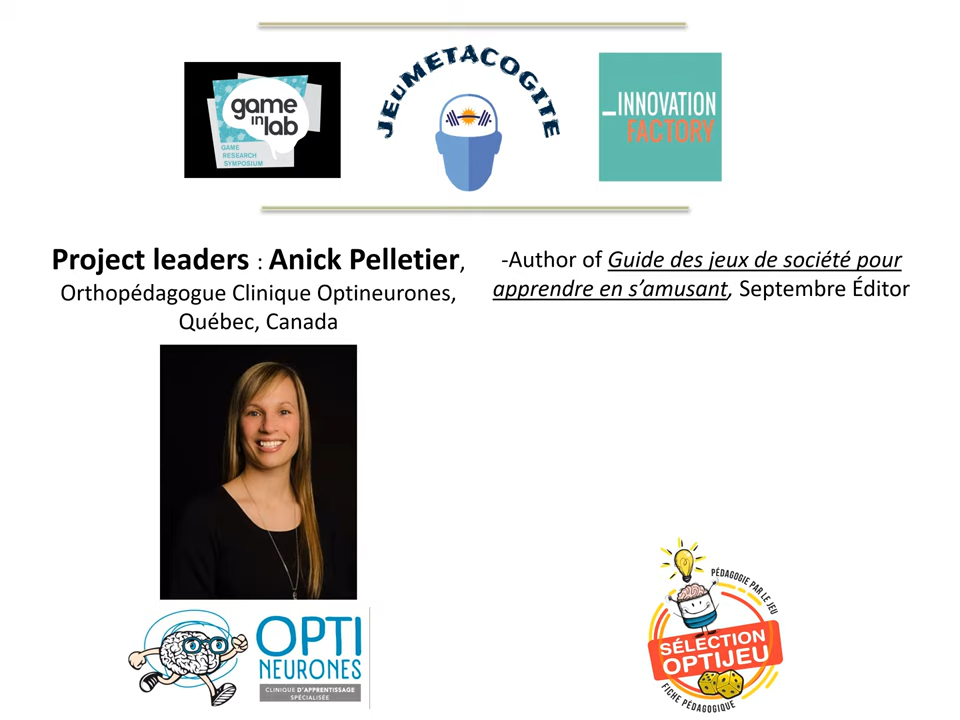 game
in
lab
GAME
RESEARCH
SYMPOSIUM
JEuMETACOGITE
_INNOVATION
FACTORY
Project leaders : Anick Pelletier,
Orthopédagogue Clinique Optineurones,
Québec, Canada
-Author of Guide des jeux de société pour
apprendre en s’amusant, Septembre Éditor
OPTI
NEURONES
CLINIQUE D'APPRENTISSAGE
SPÉCIALISÉE
PÉDAGOGIE PAR LE JEU
SÉLECTION
OPTIJEU
FICHE PÉDAGOGIQUE